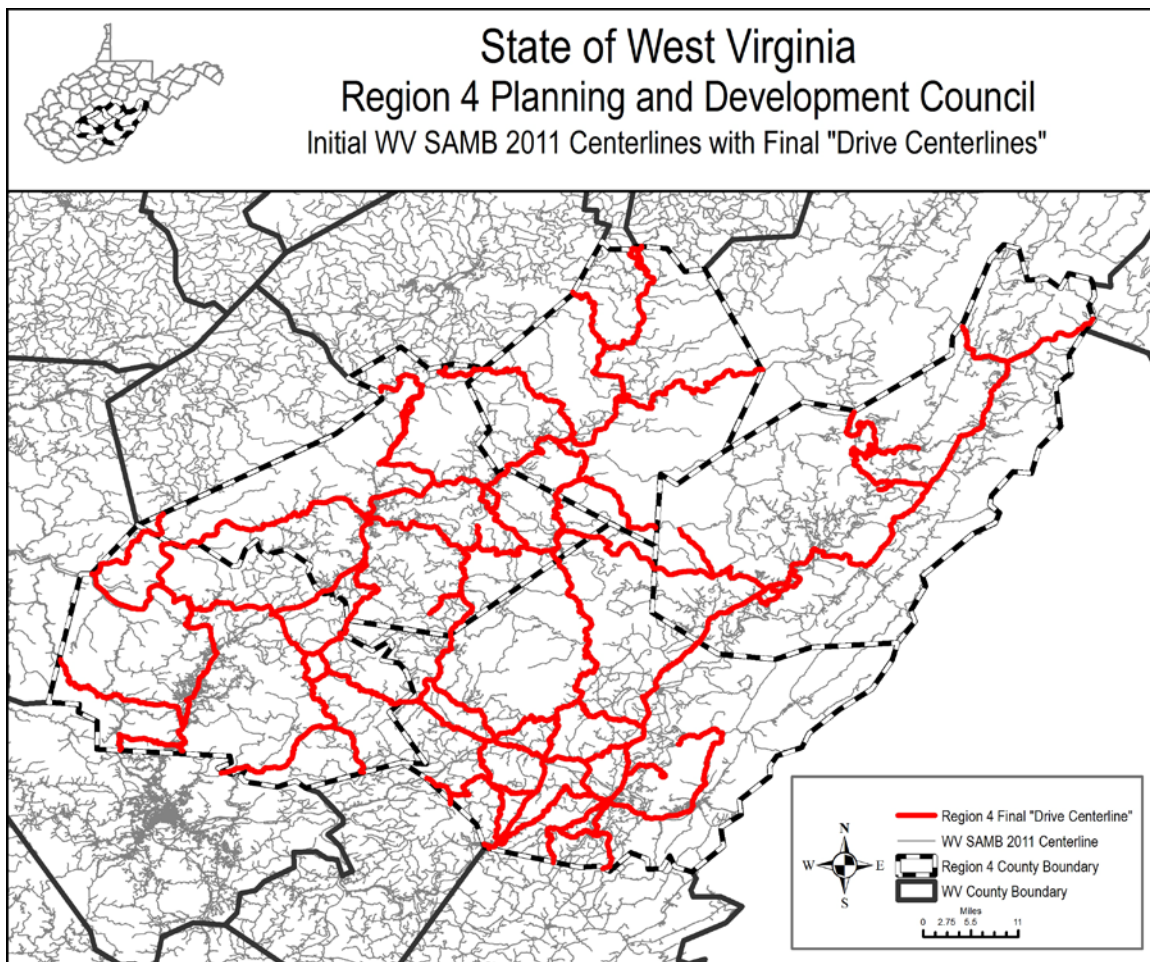 State of West Virginia
Region 4 Planning and Development Council
Initial WV SAMB 2011 Centerlines with Final "Drive Centerlines"
N
W E
S
Region 4 Final "Drive Centerline"
WV SAMB 2011 Centerline
Region 4 County Boundary
WV County Boundary
Miles
0 2.75 5.5 11